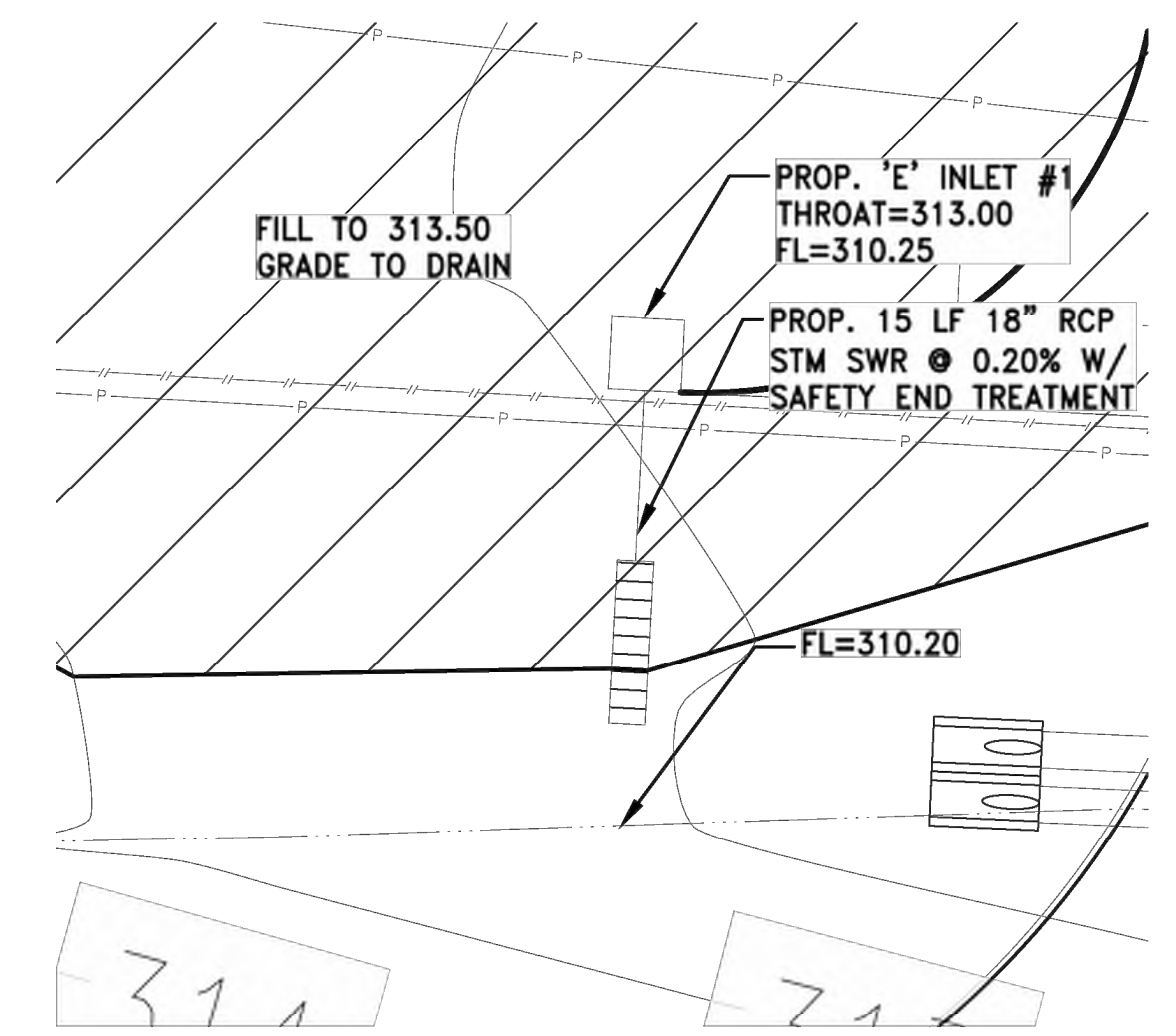 PROP. 'E' INLET #1
THROAT=313.00
FL=310.25
FILL TO 313.50
GRADE TO DRAIN
PROP. 15 LF 18" RCP
STM SWR @ 0.20% W/
SAFETY END TREATMENT
FL=310.20
P
P
P
P
P
P
P
P
P
P